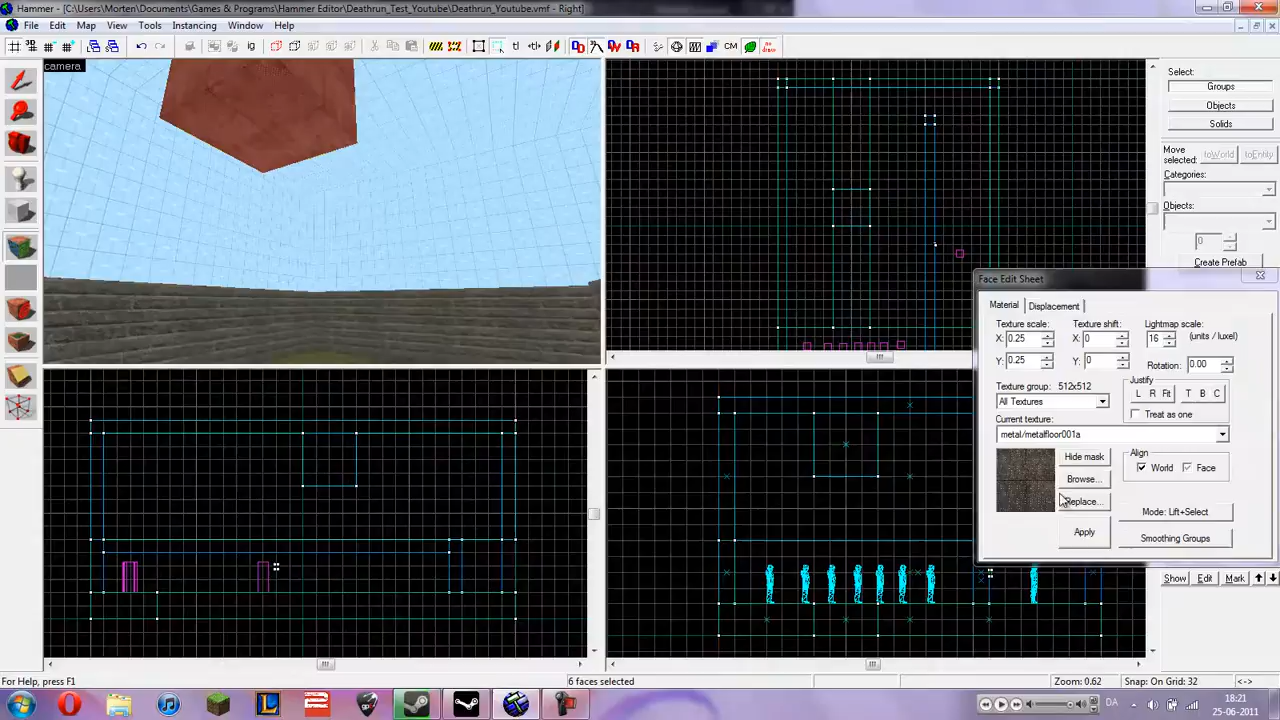 Hammer - [C:\Users\Morten\Documents\Games & Programs\Hammer Editor\Deathrun_Test_Youtube\Deathrun_Youtube.vmf - Right]
File Edit Map View Tools Instancing Window Help
CM
camera
Select:
Groups
Objects
Solids
Move
selected:
toWorld toEntity
Categories:
Objects:
0
Create Prefab
Face Edit Sheet
Material Displacement
Texture scale: Texture shift: Lightmap scale:
X: 0.25 X: 0 16 (units / luxel)
Y: 0.25 Y: 0 Rotation: 0.00
Texture group: 512x512 Justify
All Textures L R Fit T B C
Treat as one
Current texture:
metal/metalfloor001a
Hide mask Align
World Face
Browse...
Replace...
Mode: Lift+Select
Apply
Smoothing Groups
Show Edit Mark
For Help, press F1 6 faces selected Zoom: 0.62 Snap: On Grid: 32 <->
DA 18:21
25-06-2011